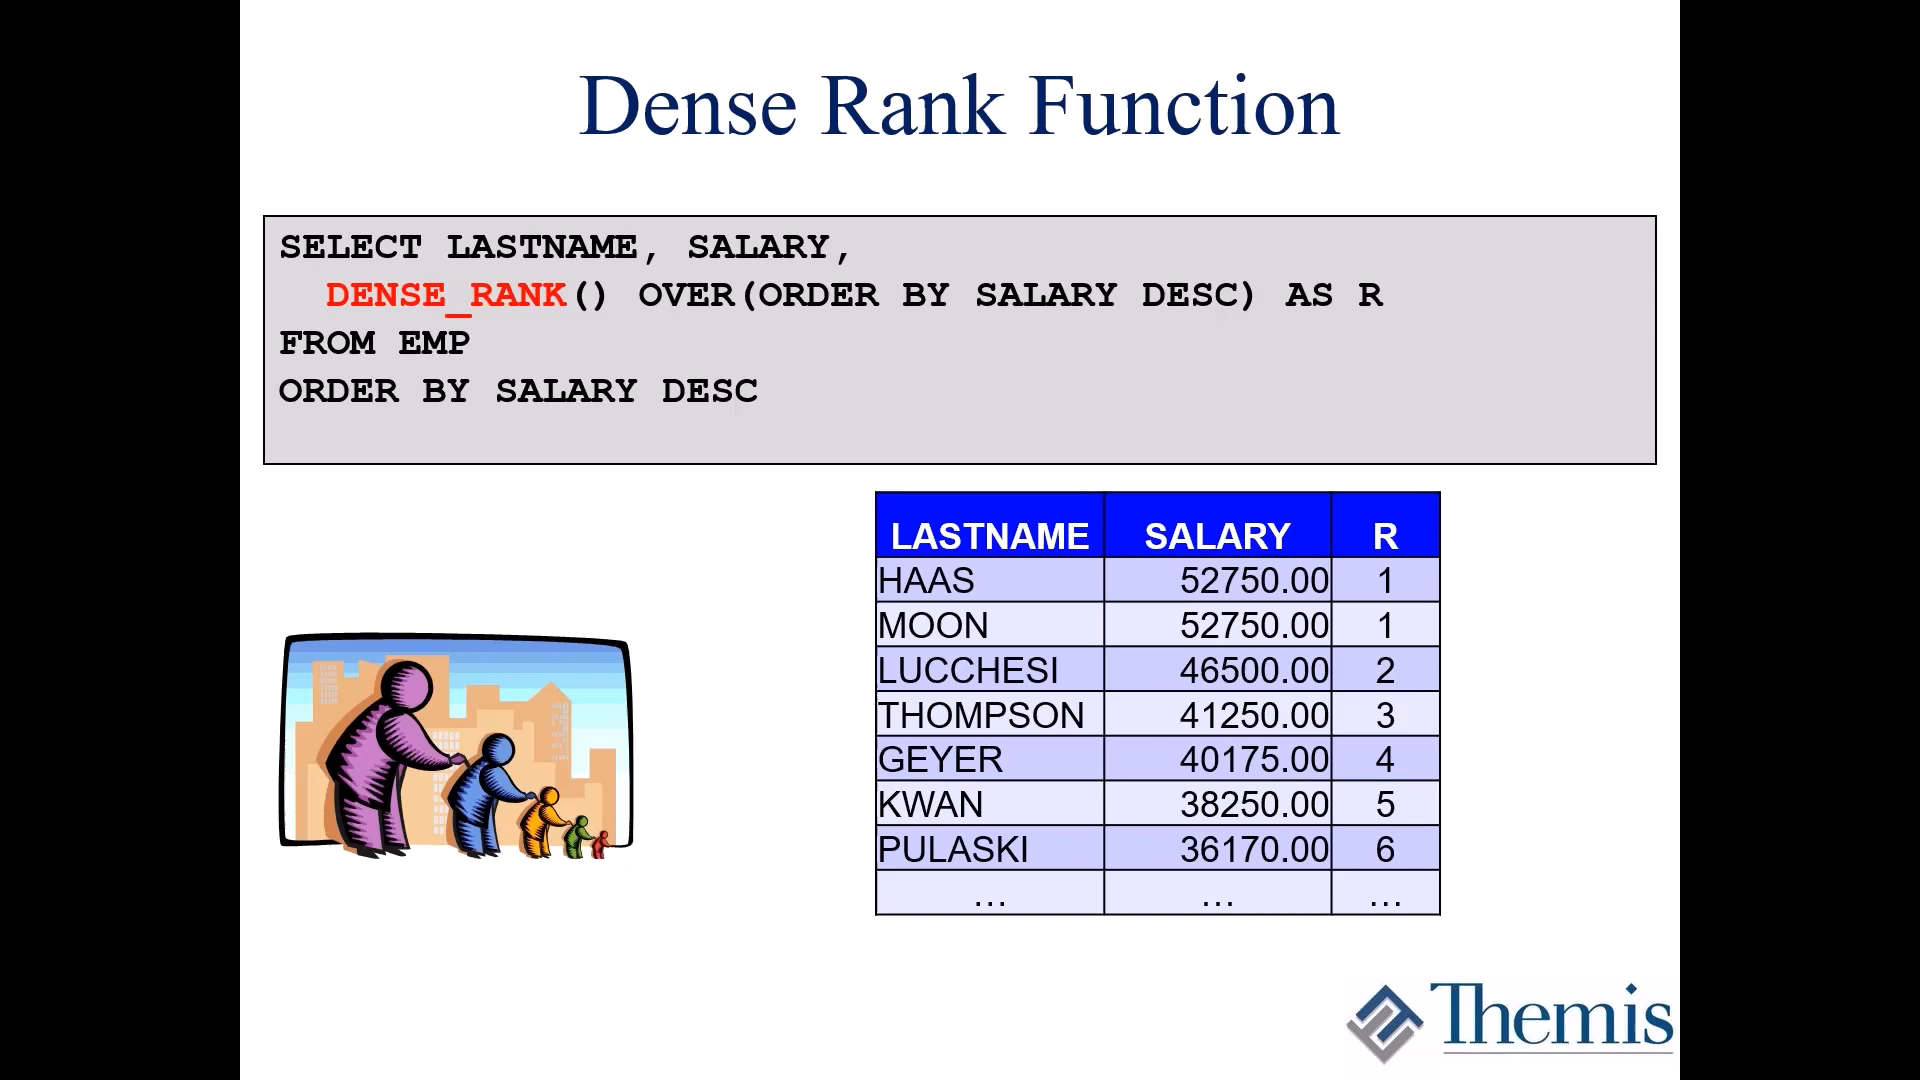 Dense Rank Function
SELECT LASTNAME, SALARY,
DENSE_RANK() OVER(ORDER BY SALARY DESC) AS R
FROM EMP
ORDER BY SALARY DESC
LASTNAME SALARY R
HAAS 52750.00 1
MOON 52750.00 1
LUCCHESI 46500.00 2
THOMPSON 41250.00 3
GEYER 40175.00 4
KWAN 38250.00 5
PULASKI 36170.00 6
… … …
Themis